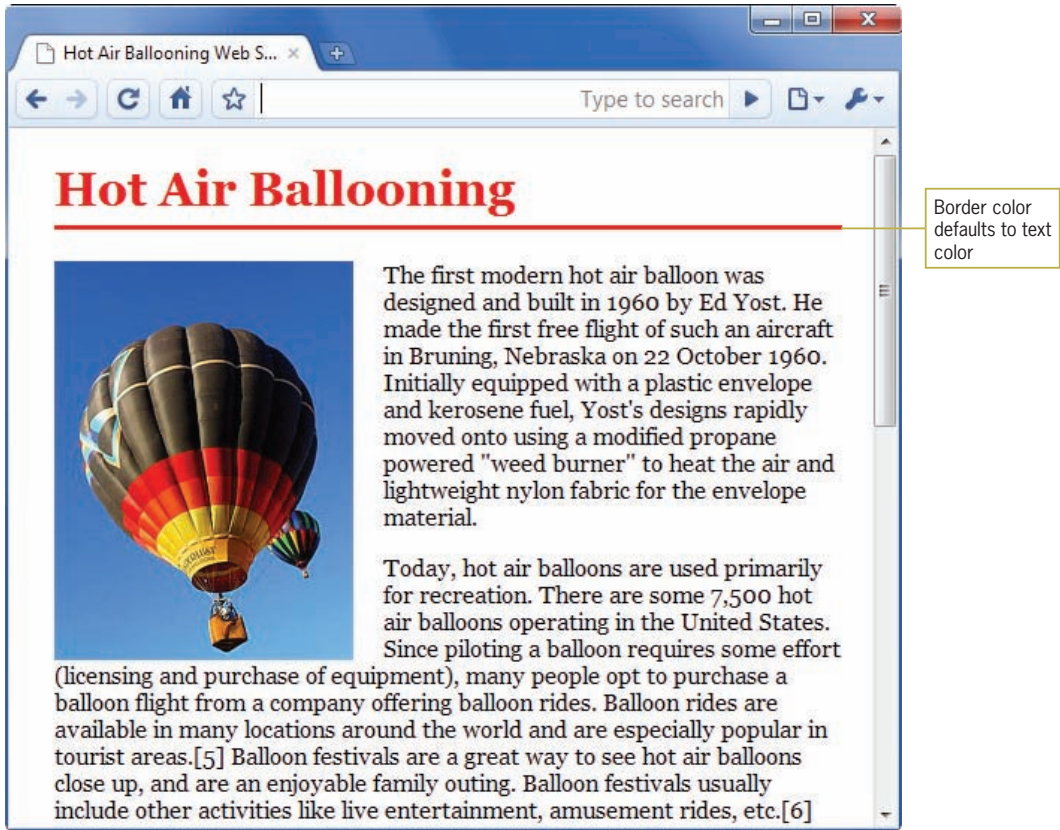 Hot Air Ballooning Web S...
Type to search
Hot Air Ballooning
Border color
defaults to text
color
The first modern hot air balloon was
designed and built in 1960 by Ed Yost. He
made the first free flight of such an aircraft
in Bruning, Nebraska on 22 October 1960.
Initially equipped with a plastic envelope
and kerosene fuel, Yost's designs rapidly
moved onto using a modified propane
powered "weed burner" to heat the air and
lightweight nylon fabric for the envelope
material.
Today, hot air balloons are used primarily
for recreation. There are some 7,500 hot
air balloons operating in the United States.
Since piloting a balloon requires some effort
(licensing and purchase of equipment), many people opt to purchase a
balloon flight from a company offering balloon rides. Balloon rides are
available in many locations around the world and are especially popular in
tourist areas.[5] Balloon festivals are a great way to see hot air balloons
close up, and are an enjoyable family outing. Balloon festivals usually
include other activities like live entertainment, amusement rides, etc.[6]